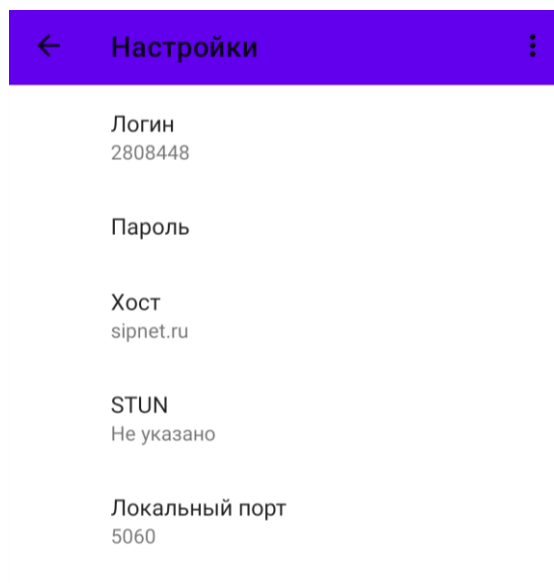 Настройки
Логин
2808448
Пароль
Хост
sipnet.ru
STUN
Не указано
Локальный порт
5060